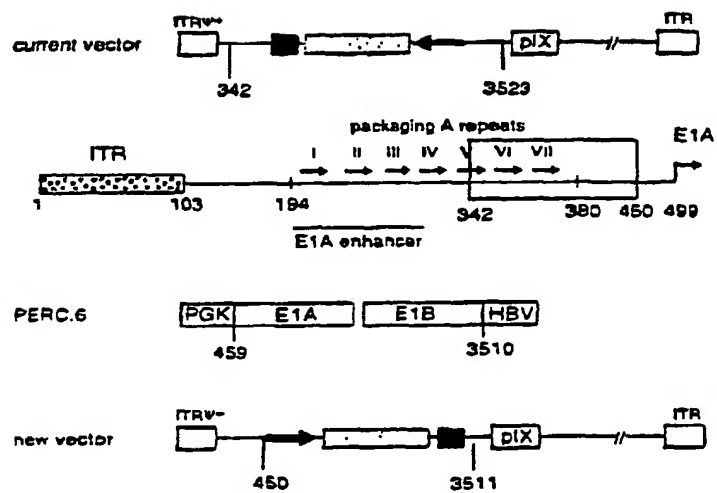 ITRΨ+ ITR
current vector pIX
342 3523
packaging A repeats E1A
ITR I II III IV V VI VII
1 103 194 342 380 450 499
E1A enhancer
PERC.6 PGK E1A E1B HBV
459 3510
ITRΨ+ ITR
new vector pIX
450 3511